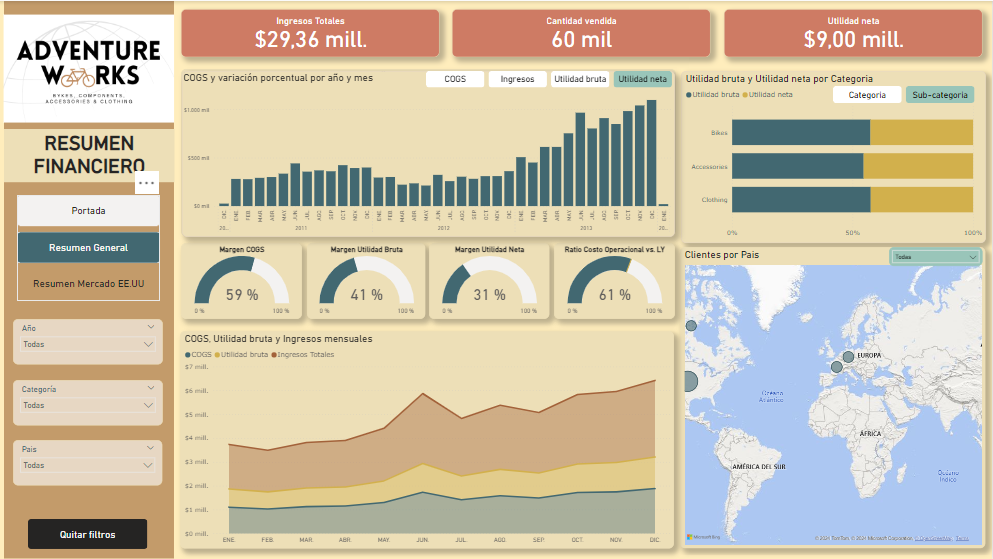 ADVENTURE
WORKS
BYKES, COMPONENTS,
ACCESSORIES & CLOTHING
RESUMEN
FINANCIERO
...
Portada
Resumen General
Resumen Mercado EE.UU
Año
Todas
Categoría
Todas
Pais
Todas
Quitar filtros
Ingresos Totales
$29,36 mill.
Cantidad vendida
60 mil
Utilidad neta
$9,00 mill.
COGS y variación porcentual por año y mes
COGS
Ingresos
Utilidad bruta
Utilidad neta
$1.000 mil
$500 mil
$0 mil
DIC. ENE. FEB. MAR. ABR. MAY. JUN. JUL. AGO. SEP. OCT. NOV. DIC. ENE. FEB. MAR. ABR. MAY. JUN. JUL. AGO. SEP. OCT. NOV. DIC. ENE. FEB. MAR. ABR. MAY. JUN. JUL. AGO. SEP. OCT. NOV. DIC. ENE.
20... 2011 2012 2013 20...
Margen COGS
59 %
0 % 100 %
Margen Utilidad Bruta
41 %
0 % 100 %
Margen Utilidad Neta
31 %
0 % 100 %
Ratio Costo Operacional vs. LY
61 %
0 % 100 %
COGS, Utilidad bruta y Ingresos mensuales
COGS Utilidad bruta Ingresos Totales
$7 mill.
$6 mill.
$5 mill.
$4 mill.
$3 mill.
$2 mill.
$1 mill.
$0 mill.
ENE. FEB. MAR. ABR. MAY. JUN. JUL. AGO. SEP. OCT. NOV. DIC.
Utilidad bruta y Utilidad neta por Categoria
Utilidad bruta Utilidad neta
Categoria
Sub-categoria
Bikes
Accessories
Clothing
0% 50% 100%
Clientes por Pais
Todas
EUROPA
Océano
Atlántico
ÁFRICA
AMÉRICA DEL SUR
Océano
Índico
Microsoft Bing
© 2024 TomTom, © 2024 Microsoft Corporation, © OpenStreetMap Terms